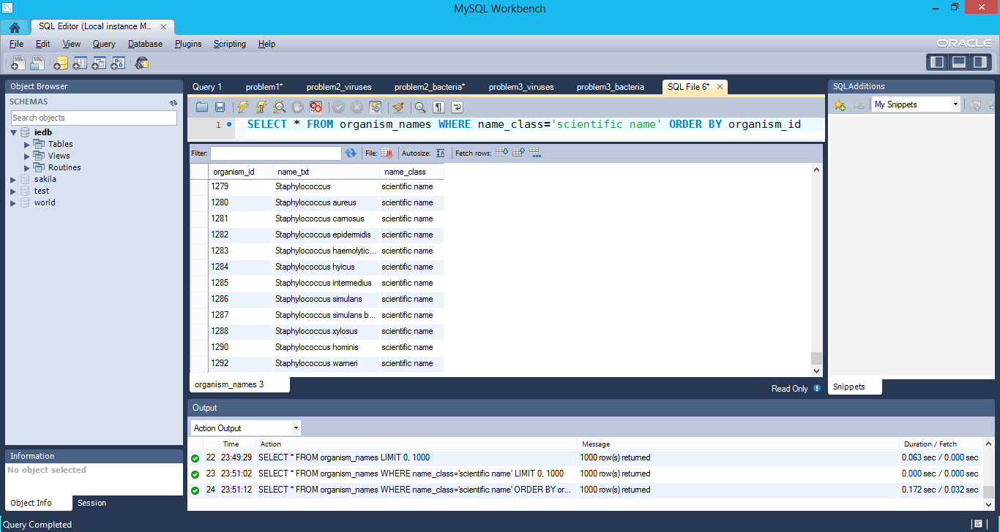 MySQL Workbench
SQL Editor (Local instance M...
File Edit View Query Database Plugins Scripting Help
ORACLE
Object Browser
SCHEMAS
Search objects
iedb
Tables
Views
Routines
sakila
test
world
Information
No object selected
Object Info Session
Query 1 problem1* problem2_viruses problem2_bacteria* problem3_viruses problem3_bacteria SQL File 6*
1 SELECT * FROM organism_names WHERE name_class='scientific name' ORDER BY organism_id
Filter: File: Autosize: Fetch rows:
organism_id name_txt name_class
1279 Staphylococcus scientific name
1280 Staphylococcus aureus scientific name
1281 Staphylococcus carnosus scientific name
1282 Staphylococcus epidermidis scientific name
1283 Staphylococcus haemolytic... scientific name
1284 Staphylococcus hyicus scientific name
1285 Staphylococcus intermedius scientific name
1286 Staphylococcus simulans scientific name
1287 Staphylococcus simulans b... scientific name
1288 Staphylococcus xylosus scientific name
1290 Staphylococcus hominis scientific name
1292 Staphylococcus warneri scientific name
organism_names 3
Read Only
SQLAdditions
My Snippets
Snippets
Output
Action Output
Time Action Message Duration / Fetch
22 23:49:29 SELECT * FROM organism_names LIMIT 0, 1000 1000 row(s) returned 0.063 sec / 0.000 sec
23 23:51:02 SELECT * FROM organism_names WHERE name_class='scientific name' LIMIT 0, 1000 1000 row(s) returned 0.000 sec / 0.000 sec
24 23:51:12 SELECT * FROM organism_names WHERE name_class='scientific name' ORDER BY or... 1000 row(s) returned 0.172 sec / 0.032 sec
Query Completed